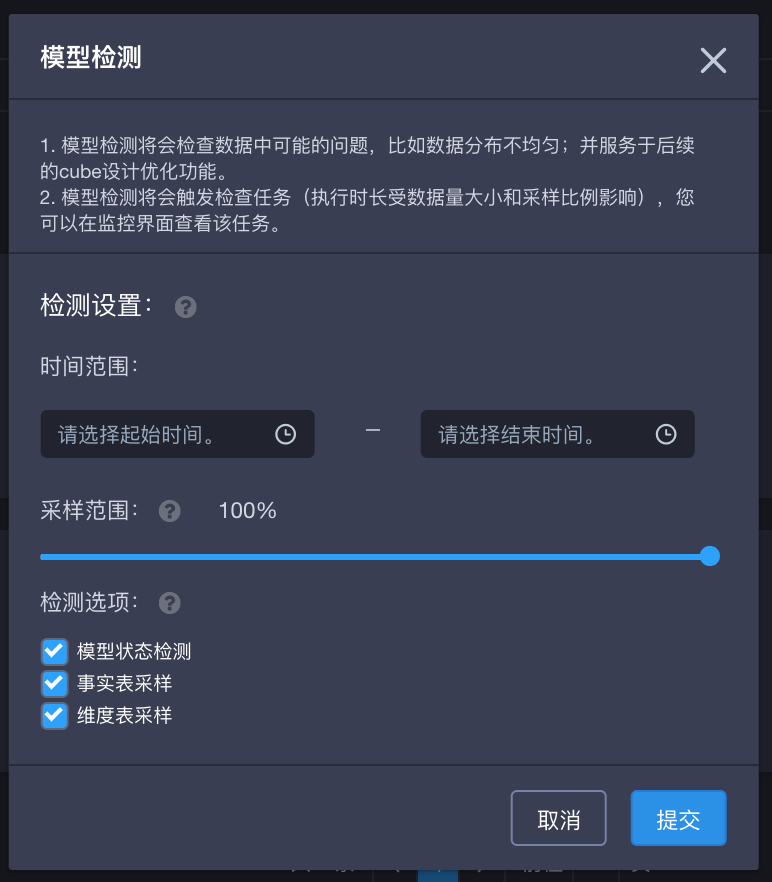 模型检测
1. 模型检测将会检查数据中可能的问题，比如数据分布不均匀；并服务于后续
的cube设计优化功能。
2. 模型检测将会触发检查任务（执行时长受数据量大小和采样比例影响），您
可以在监控界面查看该任务。
检测设置：
?
时间范围：
请选择起始时间。
—
请选择结束时间。
采样范围：
?
100%
检测选项：
?
模型状态检测
事实表采样
维度表采样
取消
提交